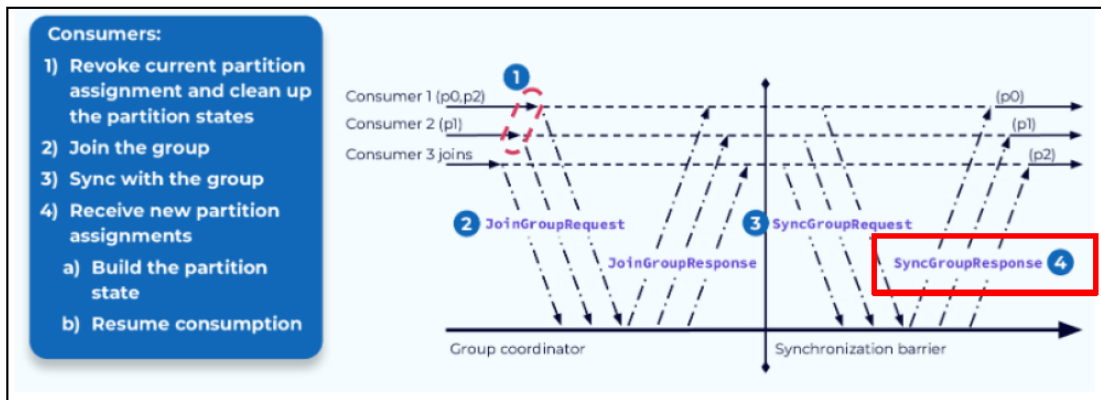 Consumers:
1) Revoke current partition
assignment and clean up
the partition states
2) Join the group
3) Sync with the group
4) Receive new partition
assignments
a) Build the partition
state
b) Resume consumption
1
Consumer 1 (p0,p2)
(p0)
Consumer 2 (p1)
(p1)
Consumer 3 joins
(p2)
2 JoinGroupRequest
3 SyncGroupRequest
JoinGroupResponse
SyncGroupResponse 4
Group coordinator
Synchronization barrier